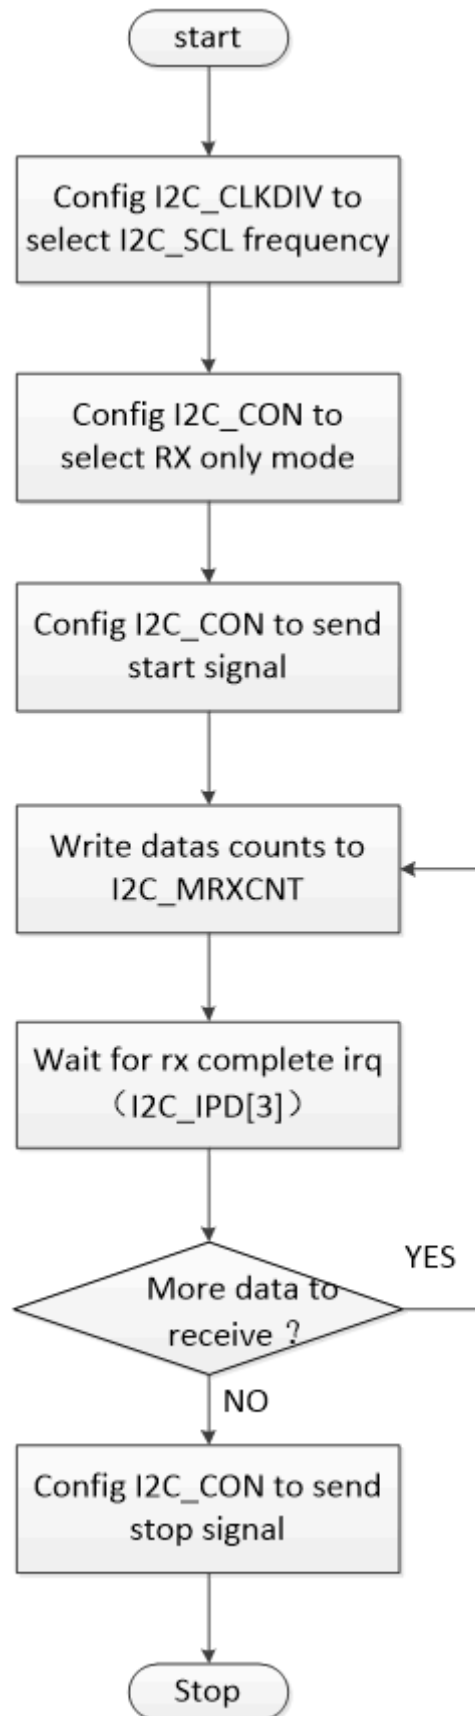 start
Config I2C_CLKDIV to
select I2C_SCL frequency
Config I2C_CON to
select RX only mode
Config I2C_CON to send
start signal
Write datas counts to
I2C_MRXCNT
Wait for rx complete irq
（I2C_IPD[3]）
YES
More data to
receive ？
NO
Config I2C_CON to send
stop signal
Stop